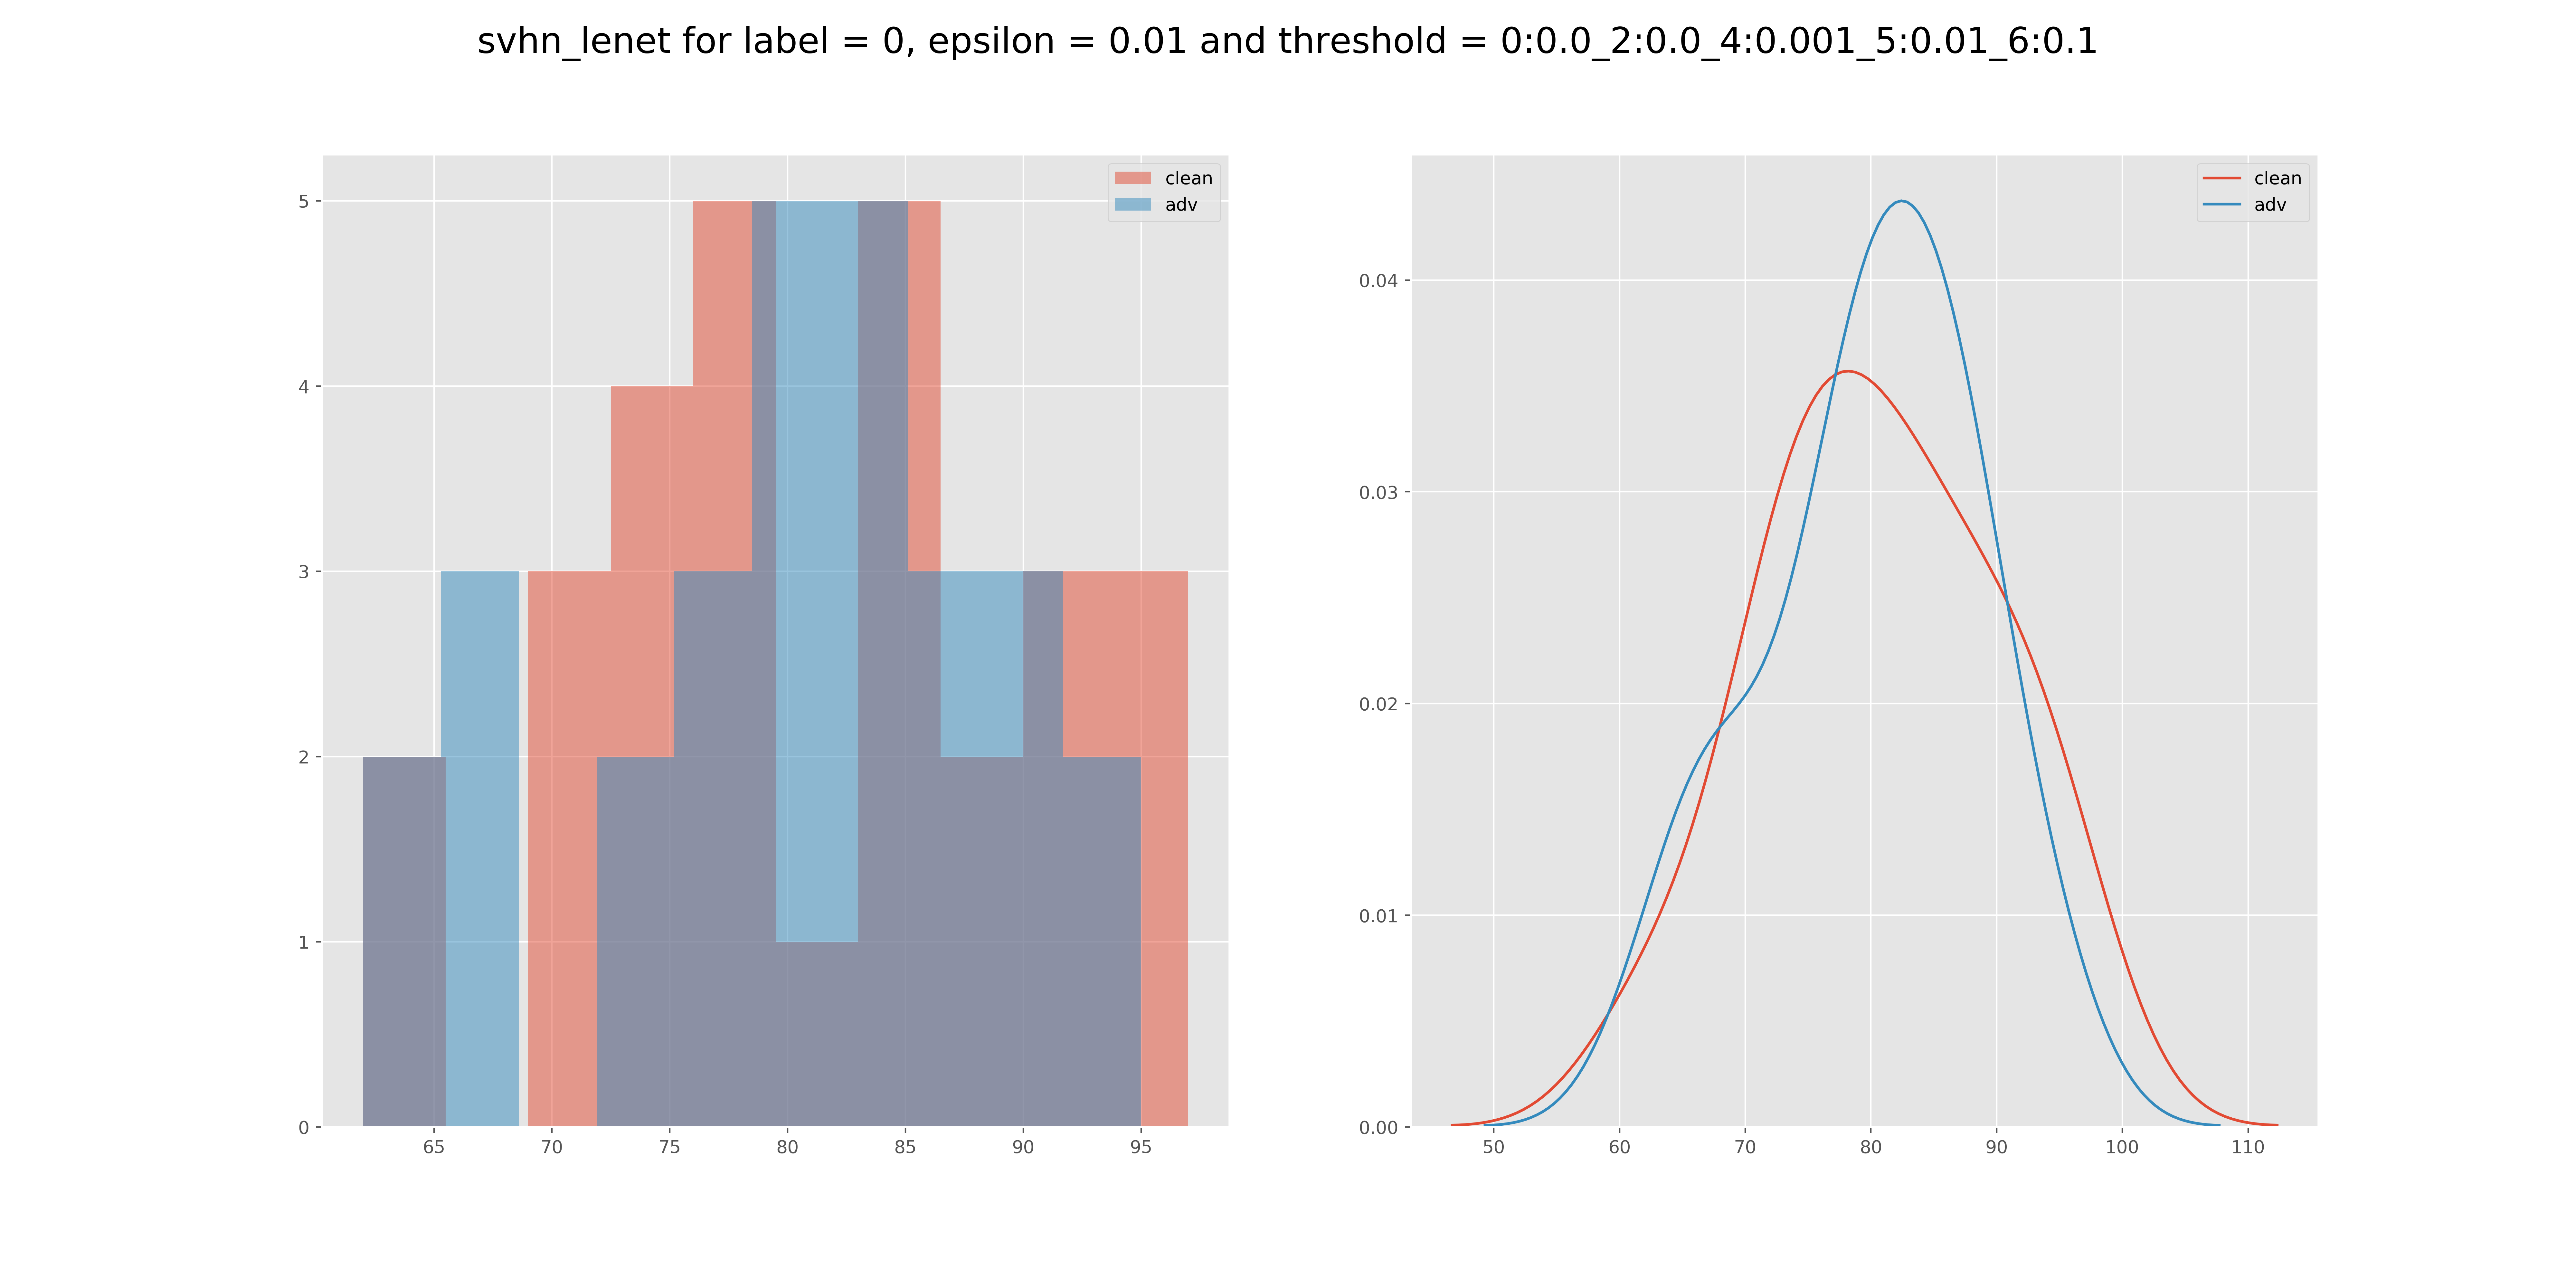 svhn_lenet for label = 0, epsilon = 0.01 and threshold = 0:0.0_2:0.0_4:0.001_5:0.01_6:0.1
clean
adv
5
4
3
2
1
0
65 70 75 80 85 90 95
clean
adv
0.04
0.03
0.02
0.01
0.00
50 60 70 80 90 100 110